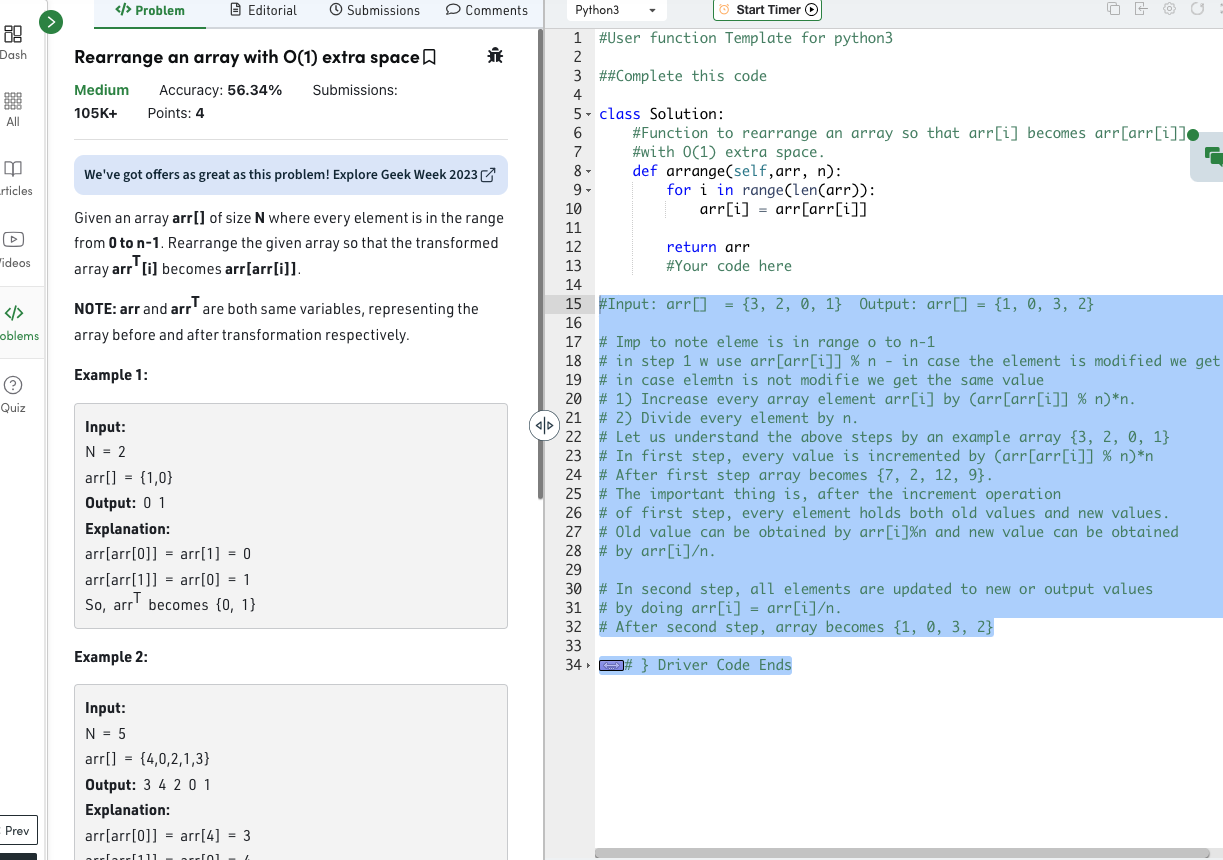 Problem
Editorial
Submissions
Comments
Python3
Start Timer
Dash
All
rticles
ideos
oblems
Quiz
Prev
Rearrange an array with O(1) extra space
Medium Accuracy: 56.34% Submissions:
105K+ Points: 4
We've got offers as great as this problem! Explore Geek Week 2023
Given an array arr[] of size N where every element is in the range
from 0 to n-1. Rearrange the given array so that the transformed
array arrᵀ[i] becomes arr[arr[i]].
NOTE: arr and arrᵀ are both same variables, representing the
array before and after transformation respectively.
Example 1:
Input:
N = 2
arr[] = {1,0}
Output: 0 1
Explanation:
arr[arr[0]] = arr[1] = 0
arr[arr[1]] = arr[0] = 1
So, arrᵀ becomes {0, 1}
Example 2:
Input:
N = 5
arr[] = {4,0,2,1,3}
Output: 3 4 2 0 1
Explanation:
arr[arr[0]] = arr[4] = 3
arr[arr[1]] = arr[0] = 4
1 #User function Template for python3
2
3 ##Complete this code
4
5 class Solution:
6 #Function to rearrange an array so that arr[i] becomes arr[arr[i]]
7 #with O(1) extra space.
8 def arrange(self,arr, n):
9 for i in range(len(arr)):
10 arr[i] = arr[arr[i]]
11
12 return arr
13 #Your code here
14
15 #Input: arr[]  = {3, 2, 0, 1}  Output: arr[] = {1, 0, 3, 2}
16
17 # Imp to note eleme is in range o to n-1
18 # in step 1 w use arr[arr[i]] % n - in case the element is modified we get
19 # in case elemtn is not modifie we get the same value
20 # 1) Increase every array element arr[i] by (arr[arr[i]] % n)*n.
21 # 2) Divide every element by n.
22 # Let us understand the above steps by an example array {3, 2, 0, 1}
23 # In first step, every value is incremented by (arr[arr[i]] % n)*n
24 # After first step array becomes {7, 2, 12, 9}.
25 # The important thing is, after the increment operation
26 # of first step, every element holds both old values and new values.
27 # Old value can be obtained by arr[i]%n and new value can be obtained
28 # by arr[i]/n.
29
30 # In second step, all elements are updated to new or output values
31 # by doing arr[i] = arr[i]/n.
32 # After second step, array becomes {1, 0, 3, 2}
33
34 # } Driver Code Ends